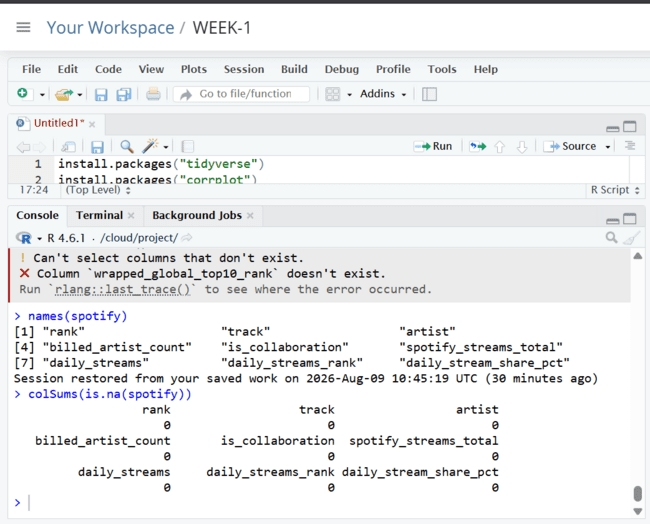 Your Workspace / WEEK-1
File Edit Code View Plots Session Build Debug Profile Tools Help
Go to file/function Addins
Untitled1*
Run Source
1 install.packages("tidyverse")
2 install.packages("corrplot")
17:24 (Top Level) R Script
Console Terminal Background Jobs
R 4.6.1 · /cloud/project/
! Can't select columns that don't exist.
✖ Column `wrapped_global_top10_rank` doesn't exist.
Run `rlang::last_trace()` to see where the error occurred.
> names(spotify)
[1] "rank" "track" "artist"
[4] "billed_artist_count" "is_collaboration" "spotify_streams_total"
[7] "daily_streams" "daily_streams_rank" "daily_stream_share_pct"
Session restored from your saved work on 2026-Aug-09 10:45:19 UTC (30 minutes ago)
> colSums(is.na(spotify))
rank track artist
0 0 0
billed_artist_count is_collaboration spotify_streams_total
0 0 0
daily_streams daily_streams_rank daily_stream_share_pct
0 0 0
>